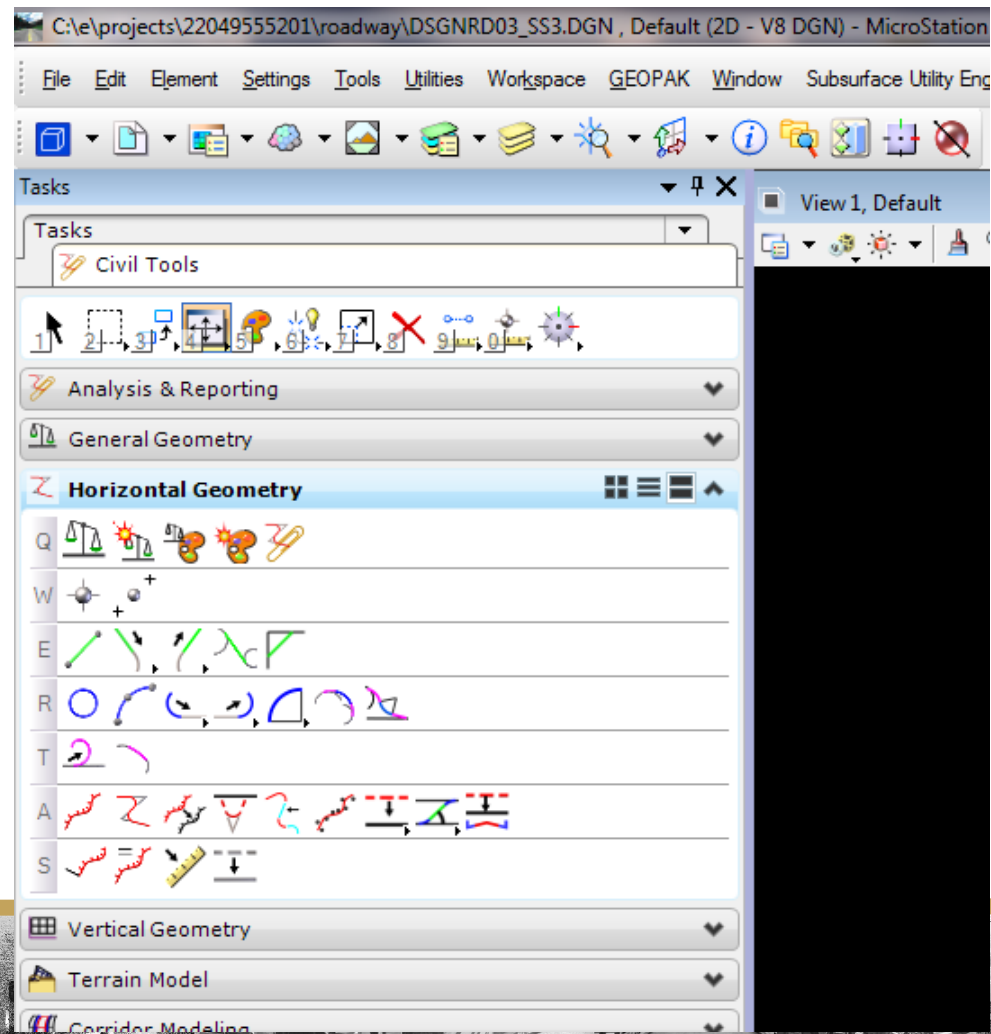 C:\e\projects\22049555201\roadway\DSGNRD03_SS3.DGN , Default (2D - V8 DGN) - MicroStation
File Edit Element Settings Tools Utilities Workspace GEOPAK Window Subsurface Utility Eng
Tasks
View 1, Default
Tasks
Civil Tools
1 2 3 4 5 6 7 8 9 0
Analysis & Reporting
General Geometry
Horizontal Geometry
Q
W
E
R
T
A
S
Vertical Geometry
Terrain Model
Corridor Modeling